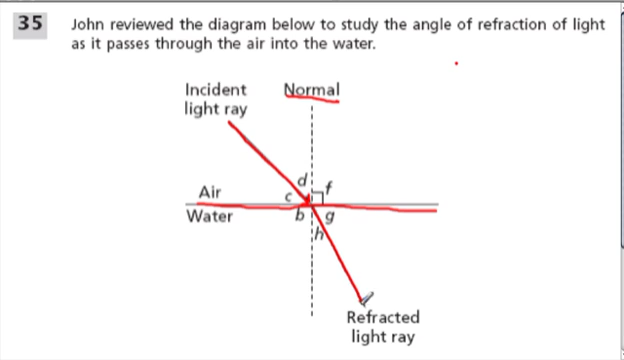 35 John reviewed the diagram below to study the angle of refraction of light
as it passes through the air into the water.
Incident
light ray
Normal
d
f
c
Air
Water
b
g
h
Refracted
light ray